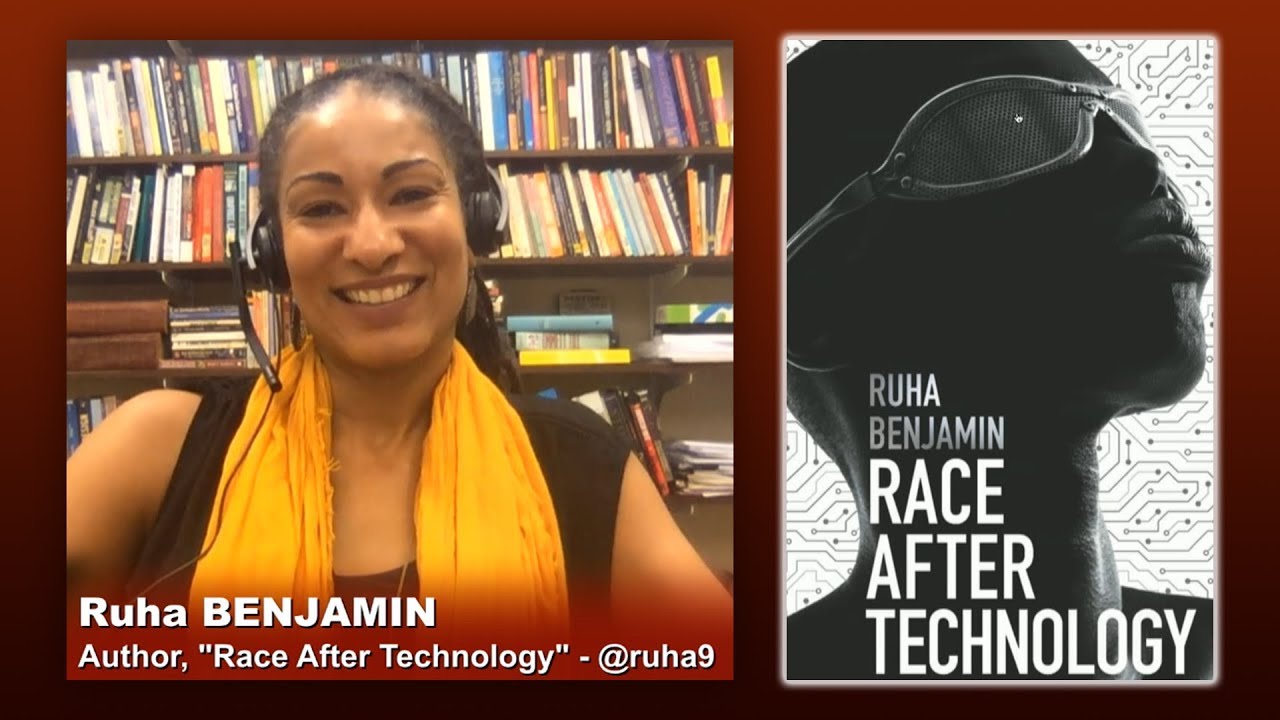 Ruha BENJAMIN
Author, "Race After Technology" - @ruha9
RUHA
BENJAMIN
RACE
AFTER
TECHNOLOGY